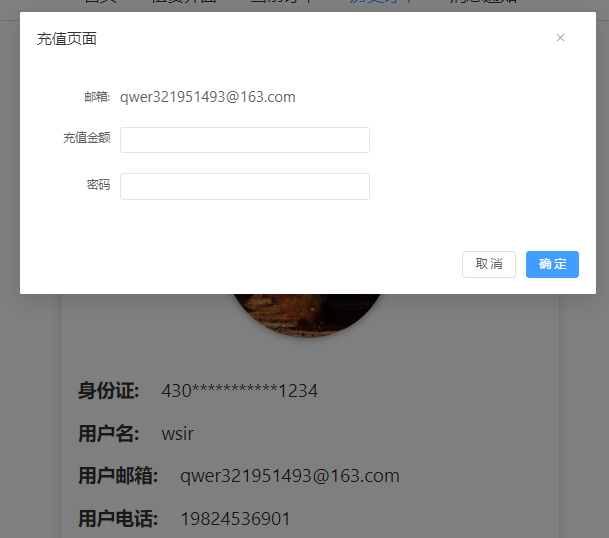 充值页面
邮箱: qwer321951493@163.com
充值金额
密码
取消 确定
身份证: 430***********1234
用户名: wsir
用户邮箱: qwer321951493@163.com
用户电话: 19824536901